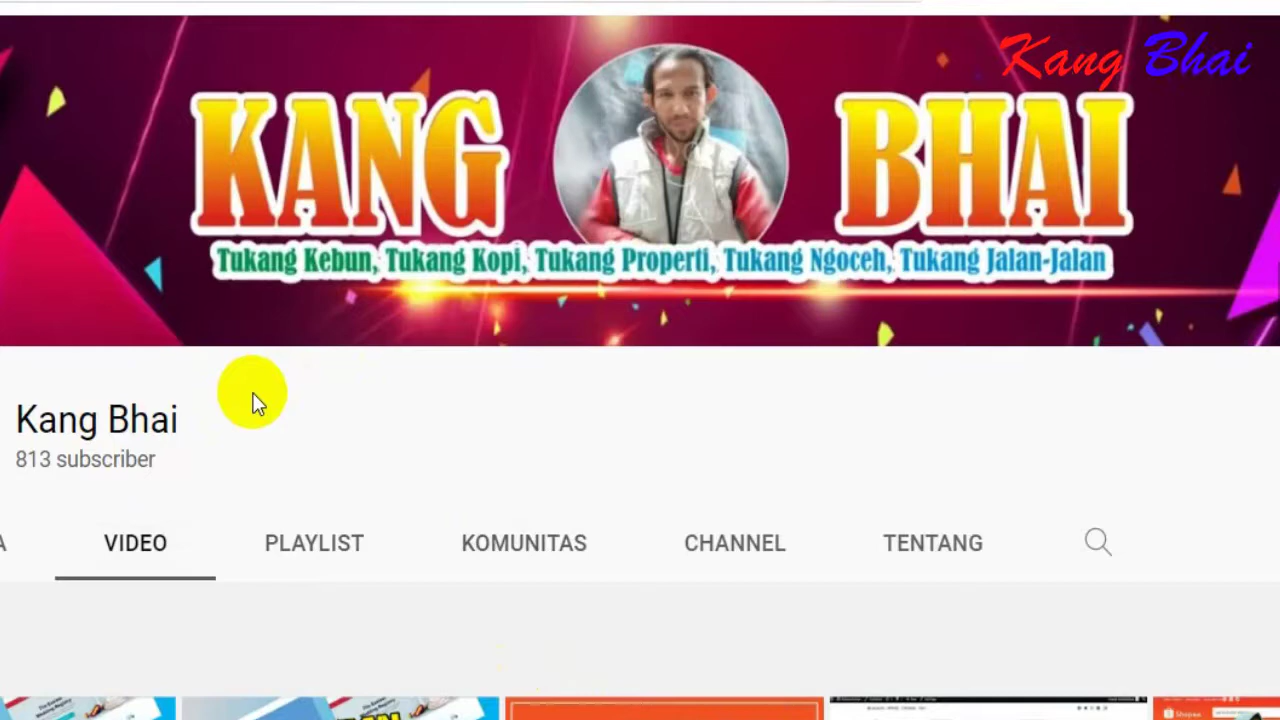 Kang Bhai
KANG BHAI
Tukang Kebun, Tukang Kopi, Tukang Properti, Tukang Ngoceh, Tukang Jalan-Jalan
Kang Bhai
813 subscriber
A VIDEO PLAYLIST KOMUNITAS CHANNEL TENTANG
Shopee